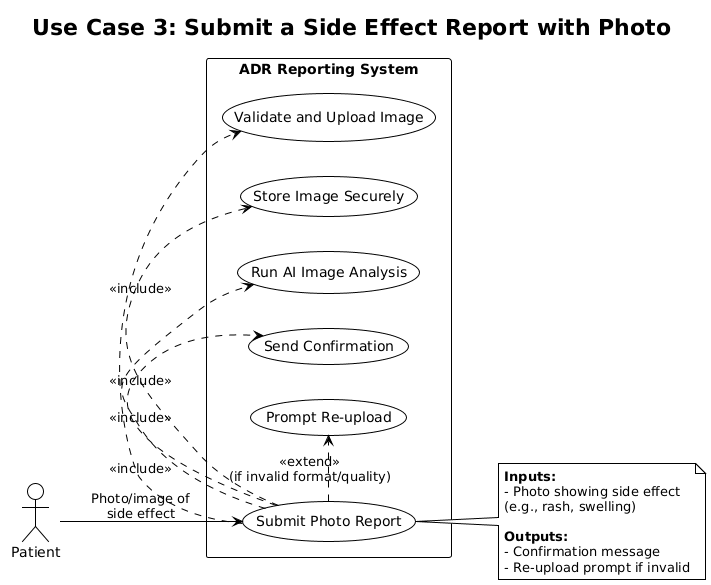 Use Case 3: Submit a Side Effect Report with Photo
ADR Reporting System
Validate and Upload Image
Store Image Securely
Run AI Image Analysis
Send Confirmation
Prompt Re-upload
«include»
«include»
«include»
«include»
«extend»
(if invalid format/quality)
Photo/image of
side effect
Patient
Submit Photo Report
Inputs:
- Photo showing side effect
(e.g., rash, swelling)
Outputs:
- Confirmation message
- Re-upload prompt if invalid